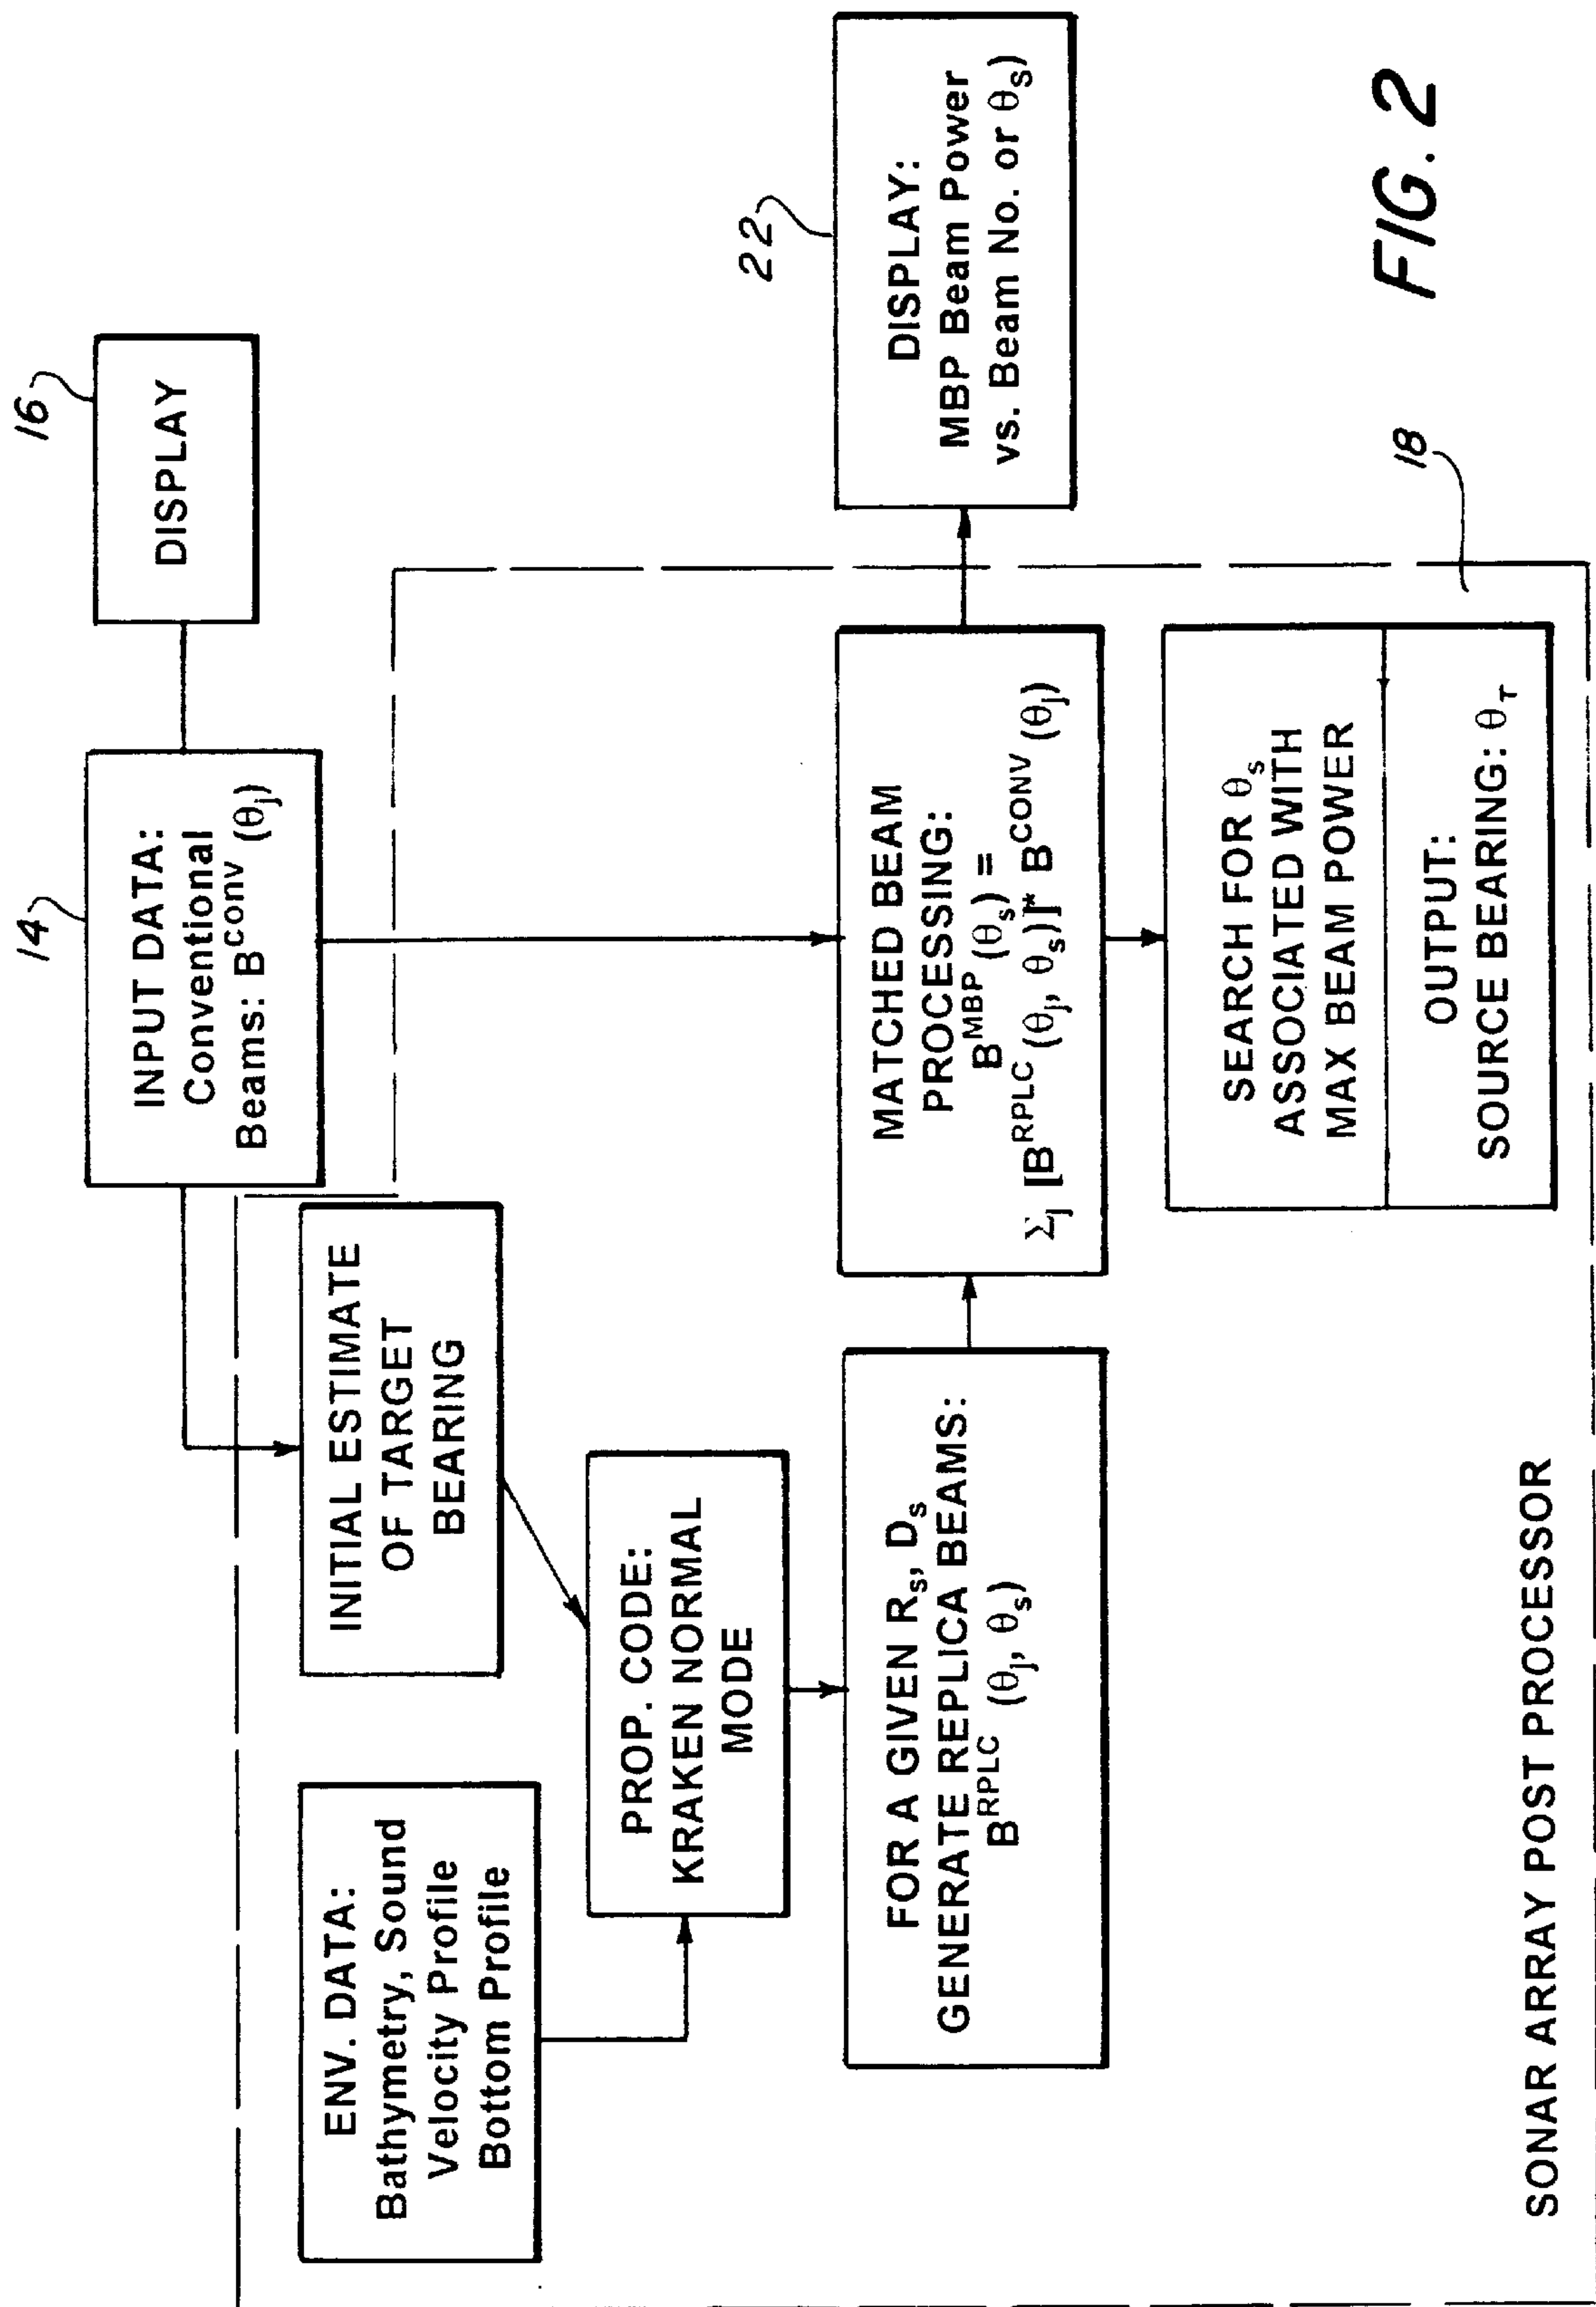 14
INPUT DATA:
Conventional
Beams: B^CONV (θj)
16
DISPLAY
ENV. DATA:
Bathymetry, Sound
Velocity Profile
Bottom Profile
INITIAL ESTIMATE
OF TARGET
BEARING
PROP. CODE:
KRAKEN NORMAL
MODE
FOR A GIVEN Rs, Ds
GENERATE REPLICA BEAMS:
B^RPLC (θj, θs)
MATCHED BEAM
PROCESSING:
B^MBP (θs) =
Σj [B^RPLC (θj, θs)]* B^CONV (θj)
22
DISPLAY:
MBP Beam Power
vs. Beam No. or θs)
SEARCH FOR θs
ASSOCIATED WITH
MAX BEAM POWER
OUTPUT:
SOURCE BEARING: θT
18
SONAR ARRAY POST PROCESSOR
FIG. 2